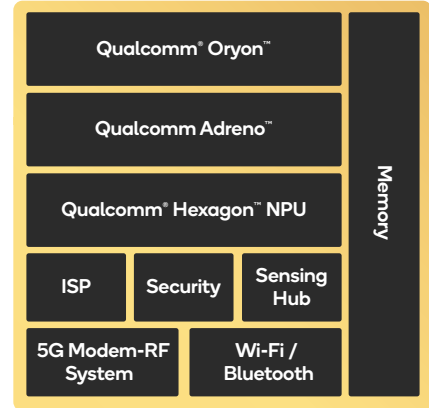 Qualcomm® Oryon™
Qualcomm Adreno™
Qualcomm® Hexagon™ NPU
ISP
Security
Sensing
Hub
5G Modem-RF
System
Wi-Fi /
Bluetooth
Memory